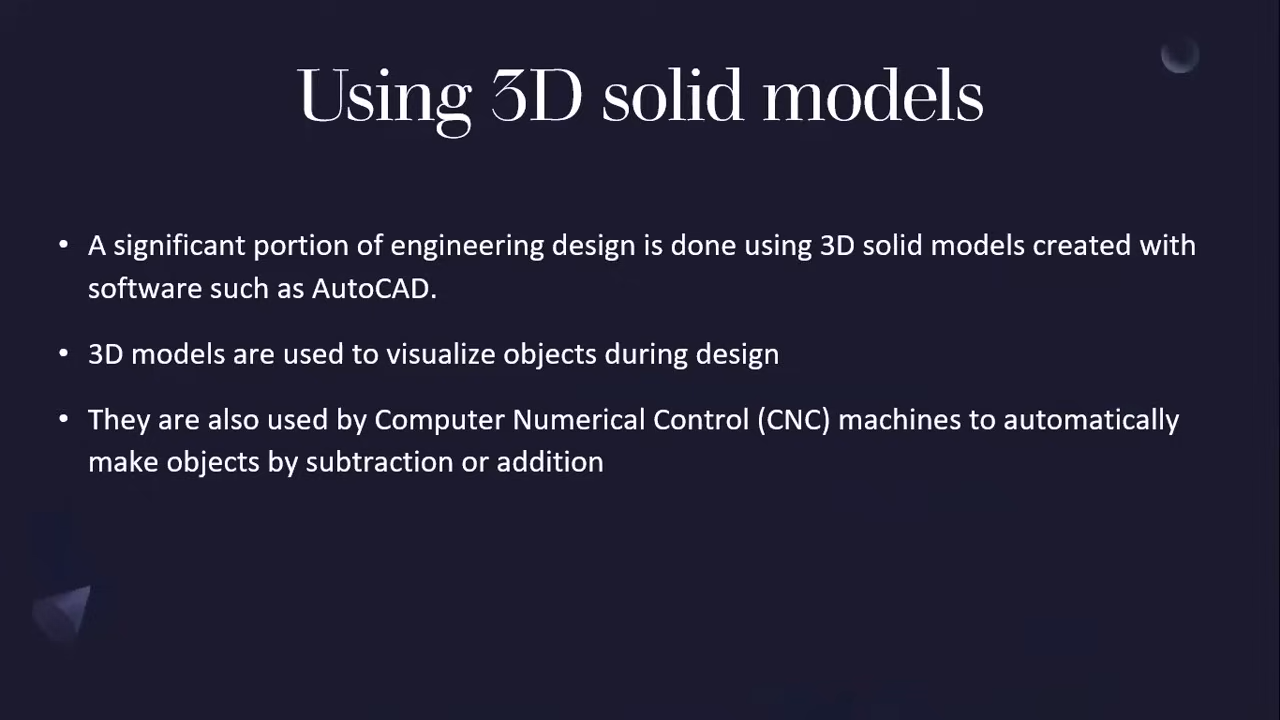 Using 3D solid models
• A significant portion of engineering design is done using 3D solid models created with
software such as AutoCAD.
• 3D models are used to visualize objects during design
• They are also used by Computer Numerical Control (CNC) machines to automatically
make objects by subtraction or addition